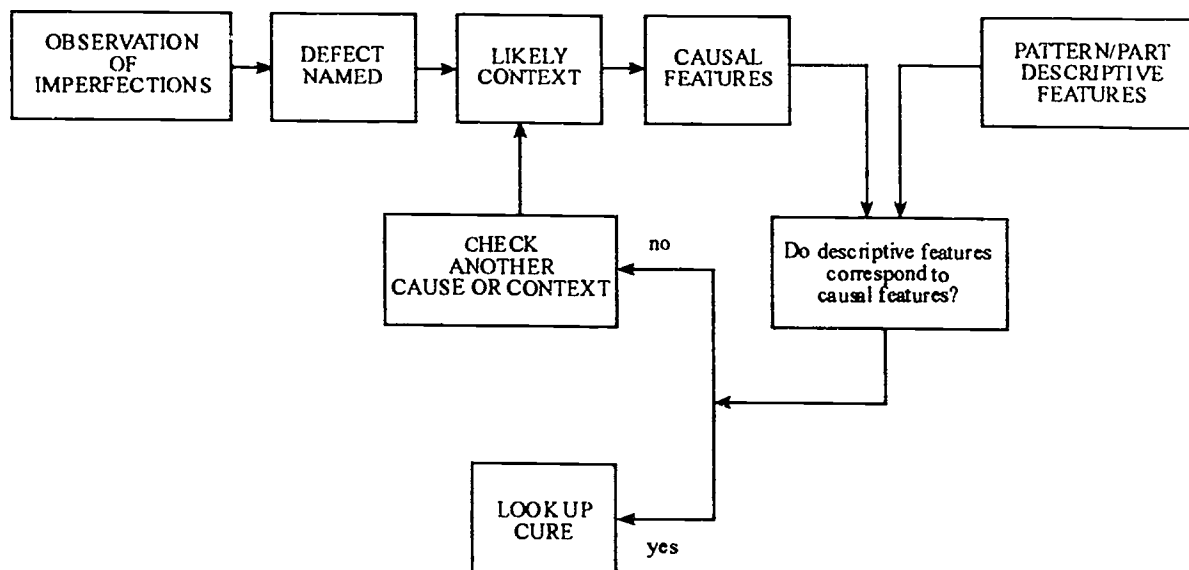 OBSERVATION
OF
IMPERFECTIONS
DEFECT
NAMED
LIKELY
CONTEXT
CAUSAL
FEATURES
PATTERN/PART
DESCRIPTIVE
FEATURES
CHECK
ANOTHER
CAUSE OR CONTEXT
no
Do descriptive features
correspond to
causal features?
LOOK UP
CURE
yes